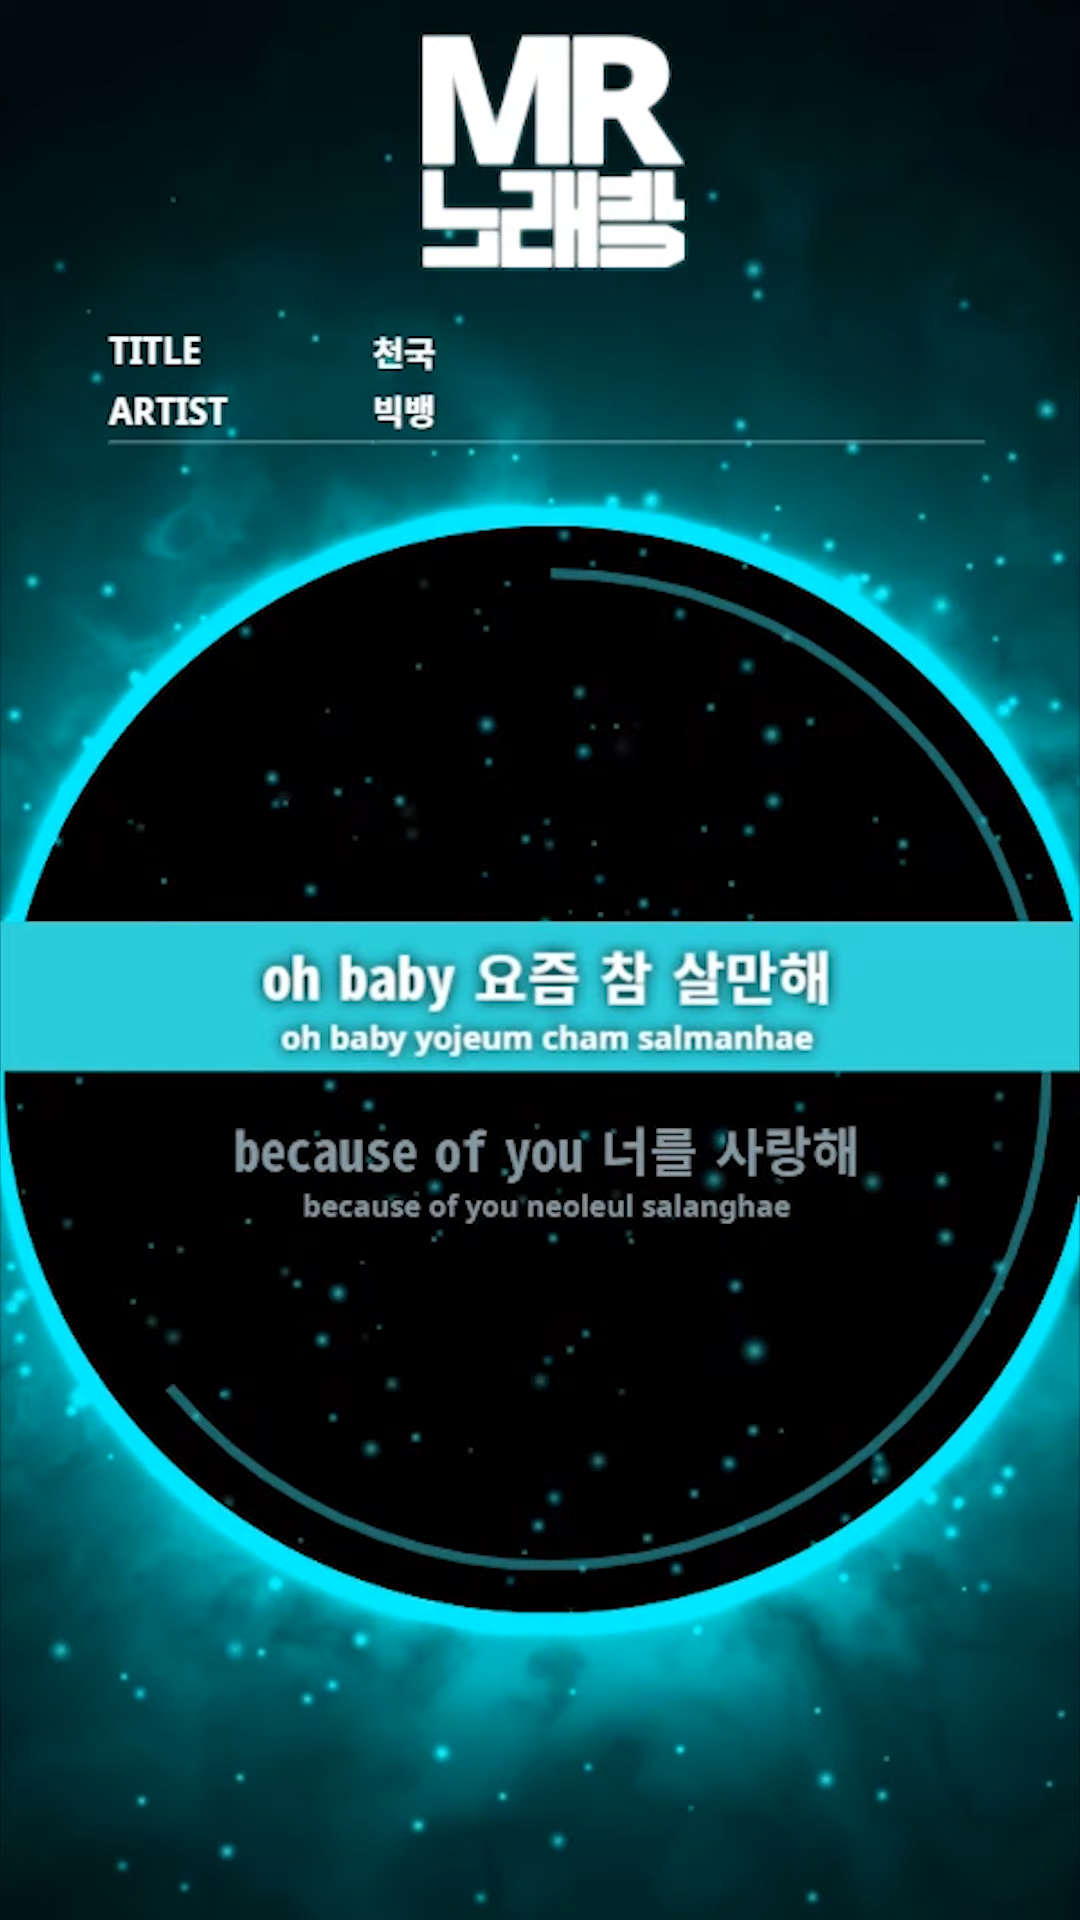 MR
노래방
TITLE 천국
ARTIST 빅뱅
oh baby 요즘 참 살만해
oh baby yojeum cham salmanhae
because of you 너를 사랑해
because of you neoleul salanghae